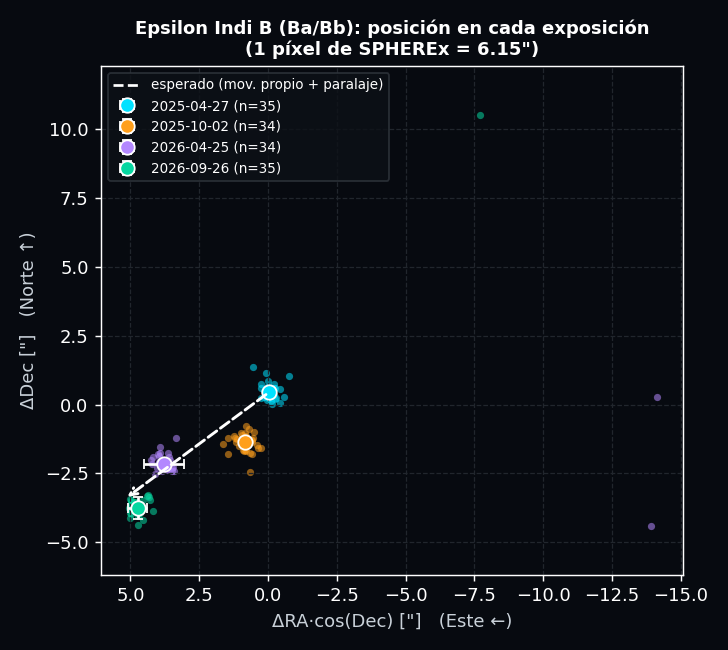 Epsilon Indi B (Ba/Bb): posición en cada exposición
(1 píxel de SPHEREx = 6.15")
esperado (mov. propio + paralaje)
2025-04-27 (n=35)
2025-10-02 (n=34)
2026-04-25 (n=34)
2026-09-26 (n=35)
ΔDec ["]   (Norte ↑)
10.0
7.5
5.0
2.5
0.0
−2.5
−5.0
5.0 2.5 0.0 −2.5 −5.0 −7.5 −10.0 −12.5 −15.0
ΔRA·cos(Dec) ["]   (Este ←)